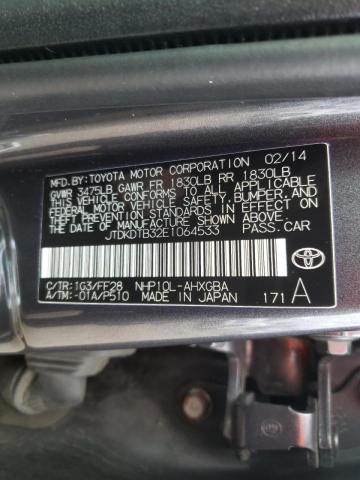 MFD.BY:TOYOTA MOTOR CORPORATION 02/14
GVWR 3475LB GAWR FR 1830LB RR 1830LB
THIS VEHICLE CONFORMS TO ALL APPLICABLE
FEDERAL MOTOR VEHICLE SAFETY, BUMPER, AND
THEFT PREVENTION STANDARDS IN EFFECT ON THE
DATE OF MANUFACTURE SHOWN ABOVE.
JTDKDTB32E1064533 PASS.CAR
C/TR:1G3/FF28 NHP10L-AHXGBA
A/TM:-01A/P510 MADE IN JAPAN 171 A